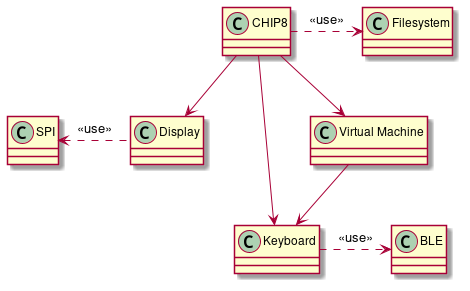 C CHIP8
«use»
C Filesystem
C SPI
«use»
C Display
C Virtual Machine
C Keyboard
«use»
C BLE